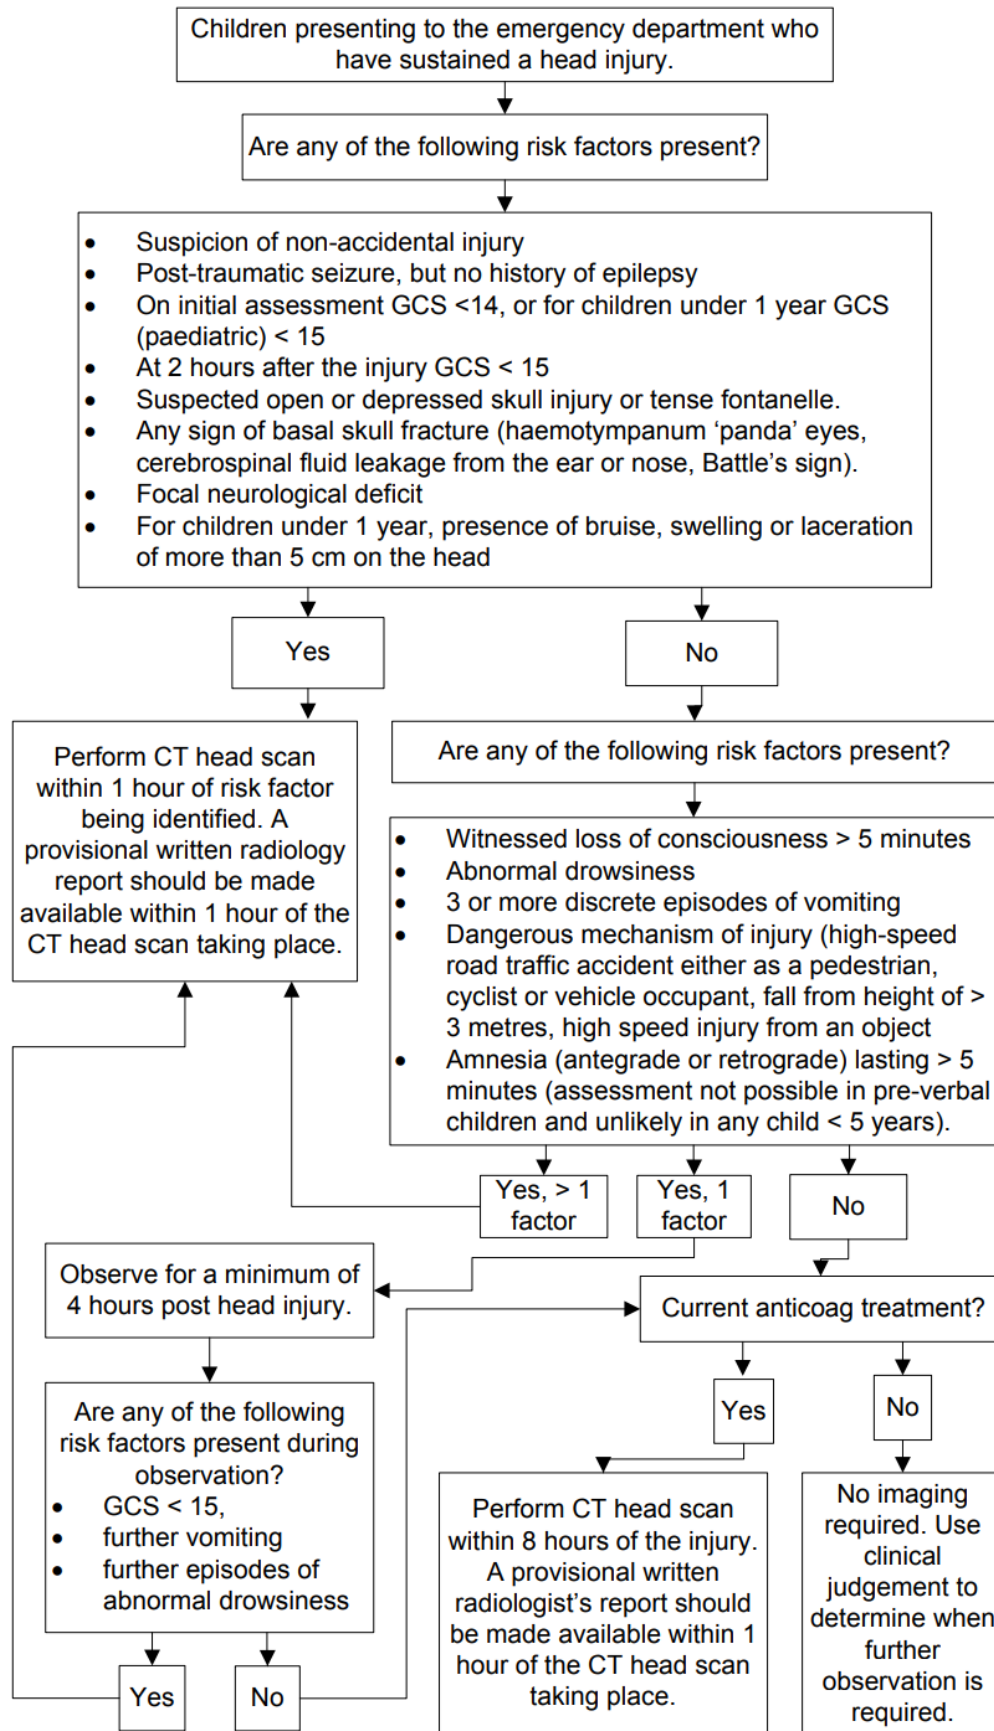 Children presenting to the emergency department who
have sustained a head injury.
Are any of the following risk factors present?
• Suspicion of non-accidental injury
• Post-traumatic seizure, but no history of epilepsy
• On initial assessment GCS <14, or for children under 1 year GCS
(paediatric) < 15
• At 2 hours after the injury GCS < 15
• Suspected open or depressed skull injury or tense fontanelle.
• Any sign of basal skull fracture (haemotympanum ‘panda’ eyes,
cerebrospinal fluid leakage from the ear or nose, Battle’s sign).
• Focal neurological deficit
• For children under 1 year, presence of bruise, swelling or laceration
of more than 5 cm on the head
Yes
No
Perform CT head scan
within 1 hour of risk factor
being identified. A
provisional written radiology
report should be made
available within 1 hour of the
CT head scan taking place.
Are any of the following risk factors present?
• Witnessed loss of consciousness > 5 minutes
• Abnormal drowsiness
• 3 or more discrete episodes of vomiting
• Dangerous mechanism of injury (high-speed
road traffic accident either as a pedestrian,
cyclist or vehicle occupant, fall from height of >
3 metres, high speed injury from an object
• Amnesia (antegrade or retrograde) lasting > 5
minutes (assessment not possible in pre-verbal
children and unlikely in any child < 5 years).
Yes, > 1
factor
Yes, 1
factor
No
Observe for a minimum of
4 hours post head injury.
Current anticoag treatment?
Are any of the following
risk factors present during
observation?
• GCS < 15,
• further vomiting
• further episodes of
abnormal drowsiness
Yes
No
Yes
No
Perform CT head scan
within 8 hours of the injury.
A provisional written
radiologist’s report should
be made available within 1
hour of the CT head scan
taking place.
No imaging
required. Use
clinical
judgement to
determine when
further
observation is
required.